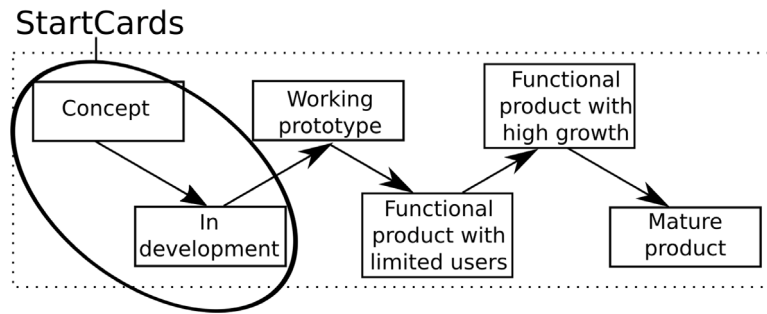 StartCards
Concept
In
development
Working
prototype
Functional
product with
limited users
Functional
product with
high growth
Mature
product